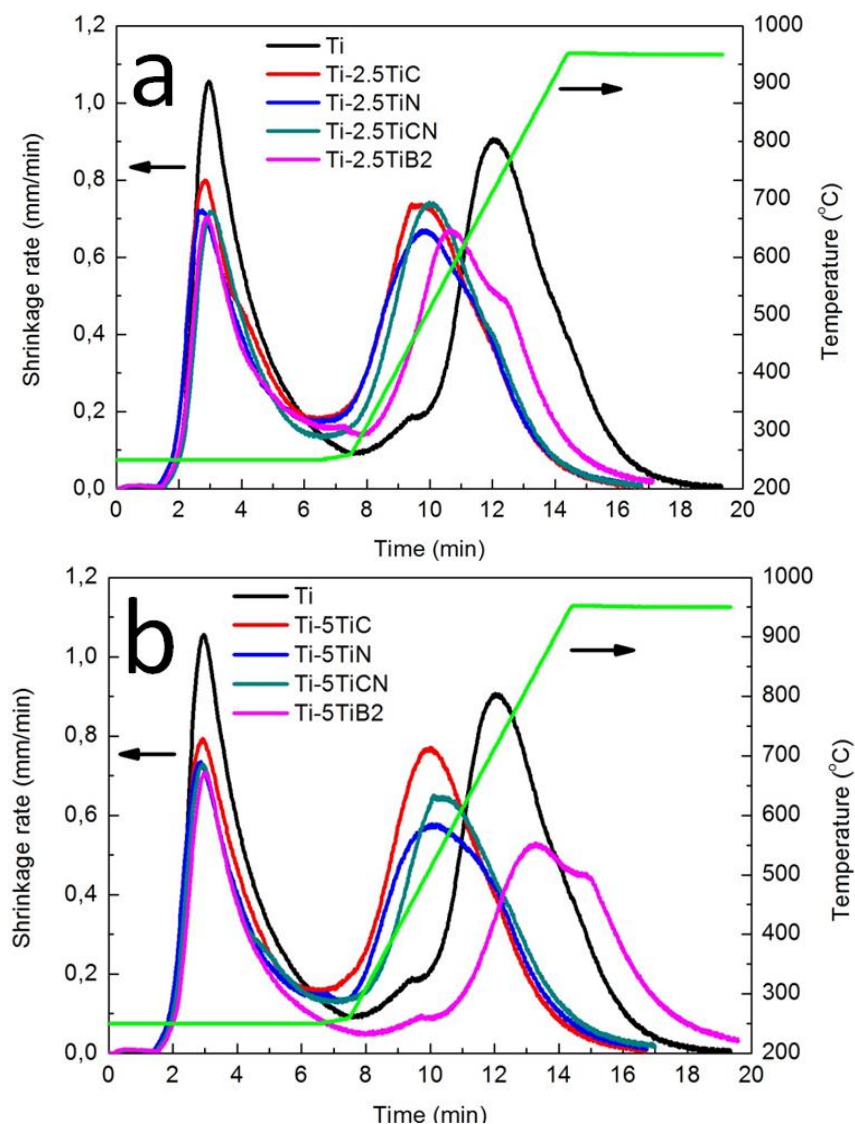 a
Ti
Ti-2.5TiC
Ti-2.5TiN
Ti-2.5TiCN
Ti-2.5TiB2
Shrinkage rate (mm/min)
1,2
1,0
0,8
0,6
0,4
0,2
0,0
0 2 4 6 8 10 12 14 16 18 20
Time (min)
1000
900
800
700
600
500
400
300
200
Temperature (°C)
b
Ti
Ti-5TiC
Ti-5TiN
Ti-5TiCN
Ti-5TiB2
Shrinkage rate (mm/min)
1,2
1,0
0,8
0,6
0,4
0,2
0,0
0 2 4 6 8 10 12 14 16 18 20
Time (min)
1000
900
800
700
600
500
400
300
200
Temperature (°C)